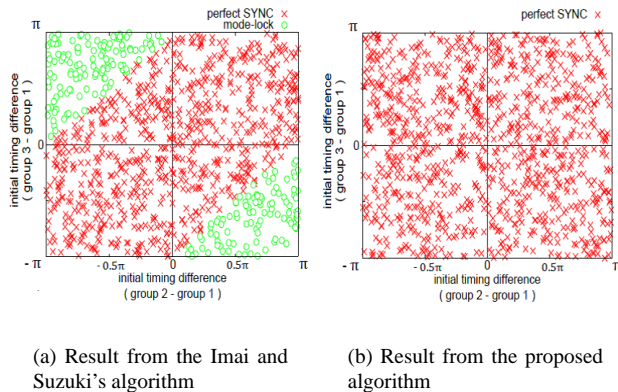 perfect SYNC ×
mode-lock ○
π
0
- π
- 0.5π
0
0.5π
π
initial timing difference
( group 3 - group 1 )
initial timing difference
( group 2 - group 1 )
(a) Result from the Imai and
Suzuki's algorithm
perfect SYNC ×
π
0
- π
- 0.5π
0
0.5π
π
initial timing difference
( group 3 - group 1 )
initial timing difference
( group 2 - group 1 )
(b) Result from the proposed
algorithm